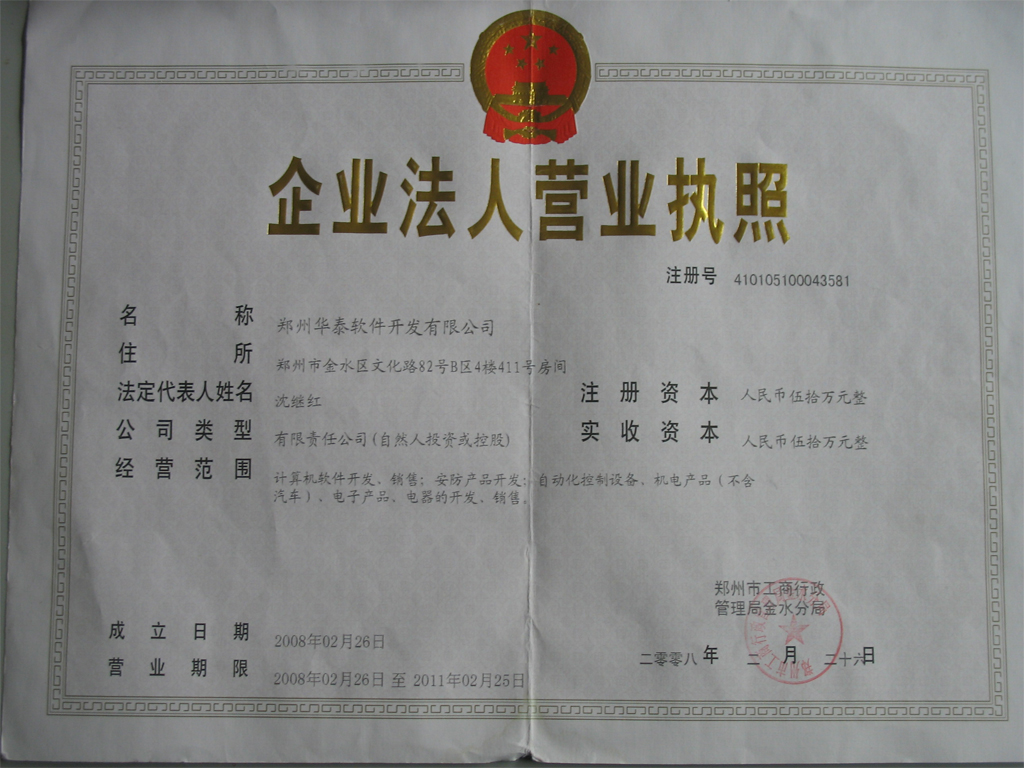 企业法人营业执照
注册号 410105100043581
名称 郑州华泰软件开发有限公司
住所 郑州市金水区文化路82号B区4楼411号房间
法定代表人姓名 沈继红
注册资本 人民币伍拾万元整
公司类型 有限责任公司(自然人投资或控股)
实收资本 人民币伍拾万元整
经营范围 计算机软件开发、销售；安防产品开发；自动化控制设备、机电产品（不含
汽车）、电子产品、电器的开发、销售。
郑州市工商行政
管理局金水分局
成立日期 2008年02月26日
二零零八年 二月 二十六日
营业期限 2008年02月26日 至 2011年02月25日